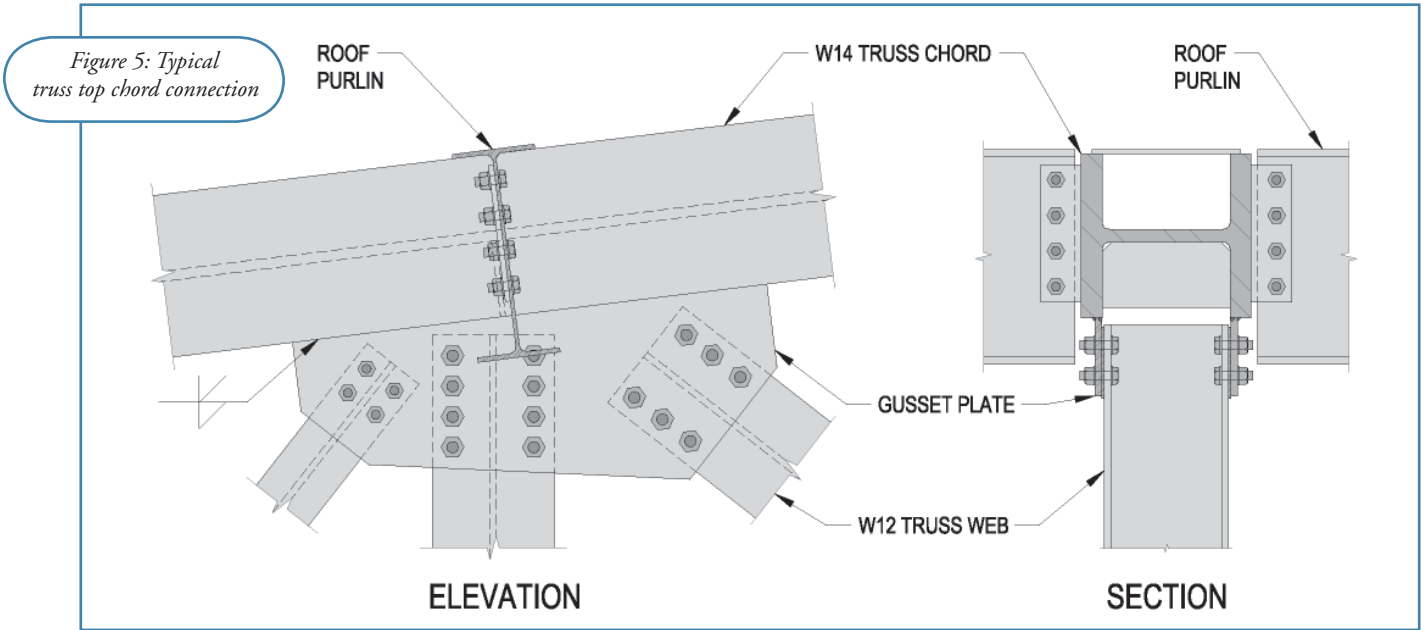 Figure 5: Typical
truss top chord connection
ROOF
PURLIN
W14 TRUSS CHORD
ROOF
PURLIN
GUSSET PLATE
W12 TRUSS WEB
ELEVATION
SECTION